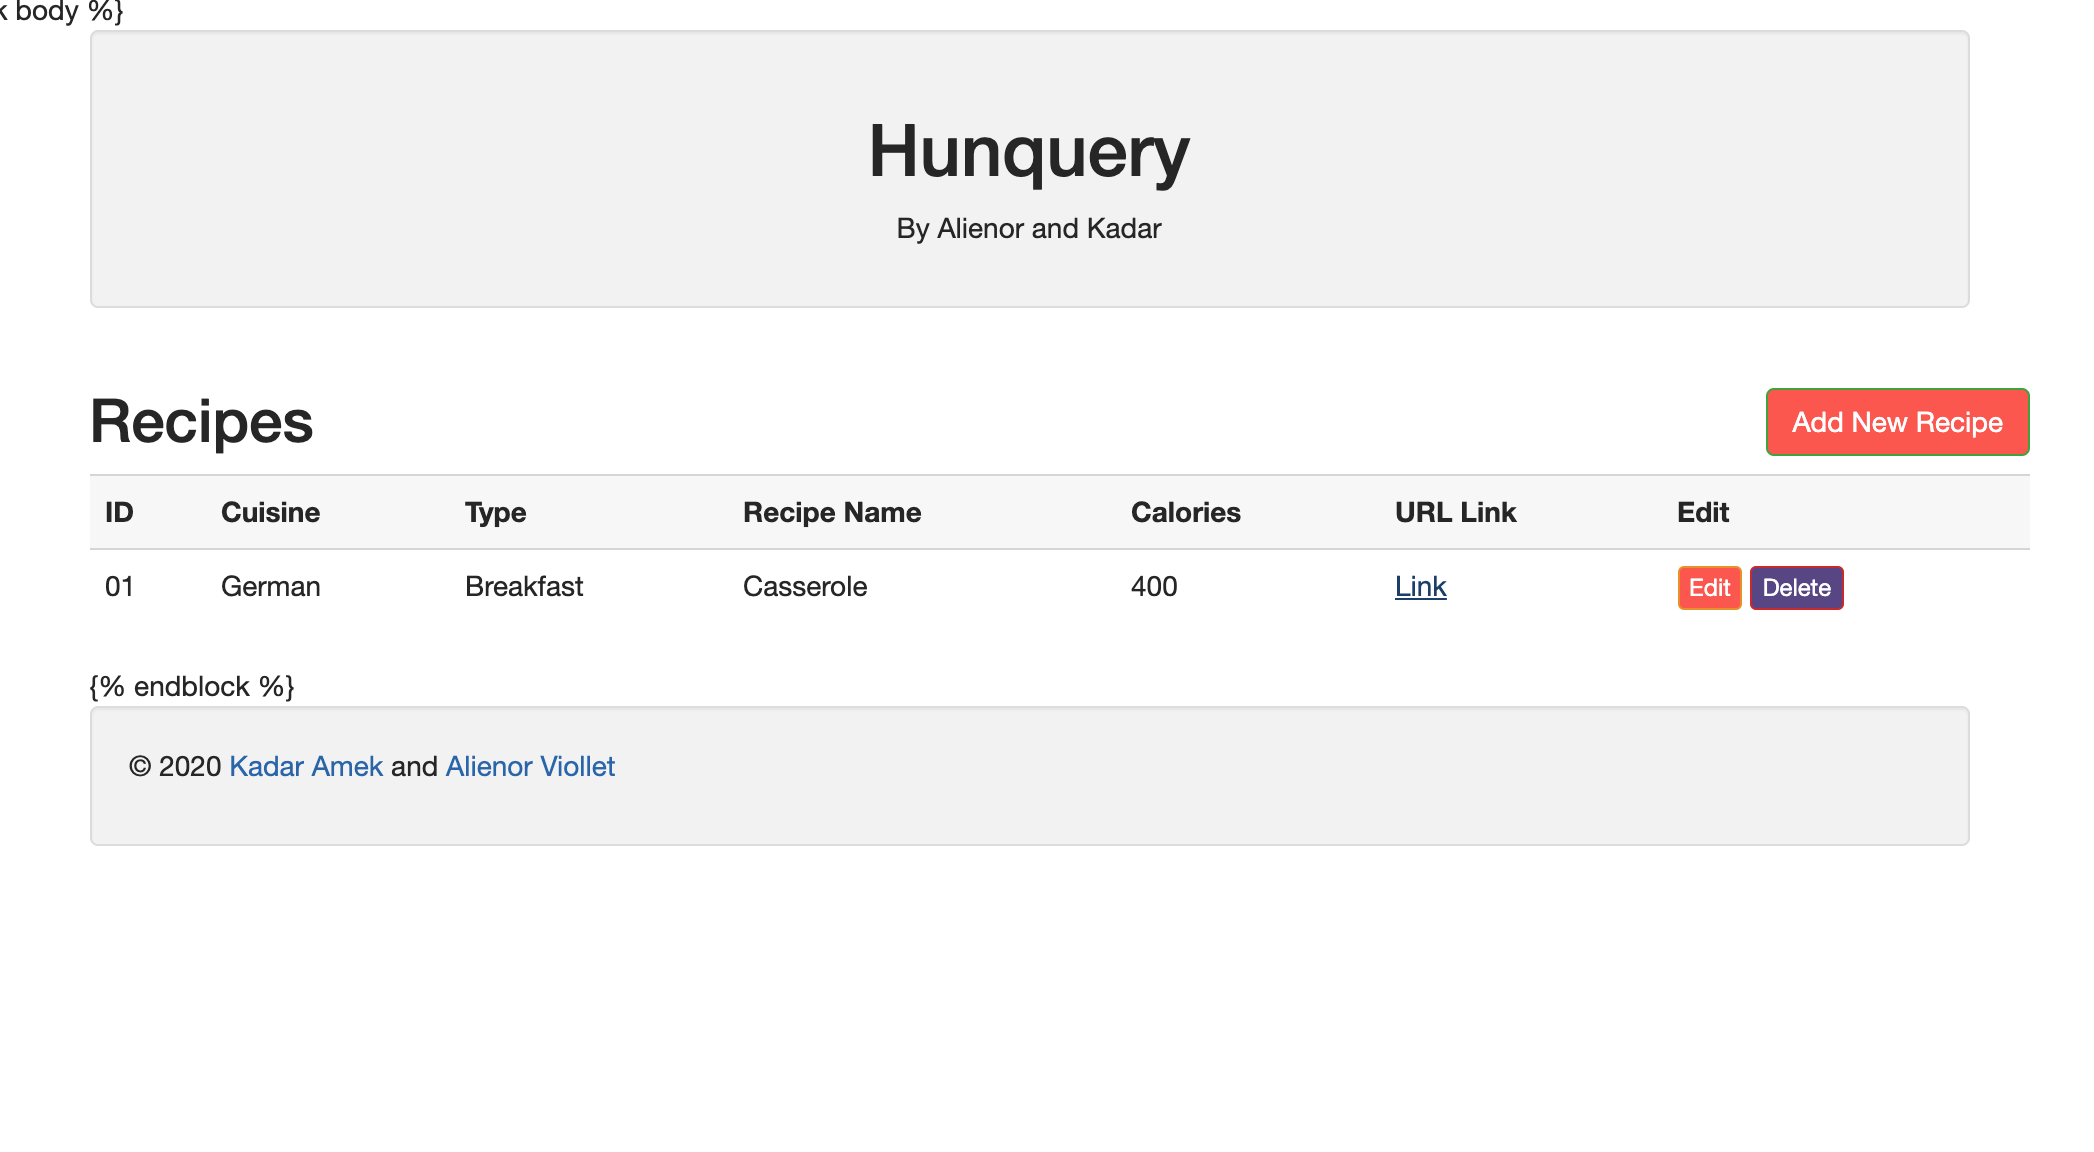 body %}
Hunquery
By Alienor and Kadar
Recipes
Add New Recipe
ID Cuisine Type Recipe Name Calories URL Link Edit
01 German Breakfast Casserole 400 Link Edit Delete
{% endblock %}
© 2020 Kadar Amek and Alienor Viollet